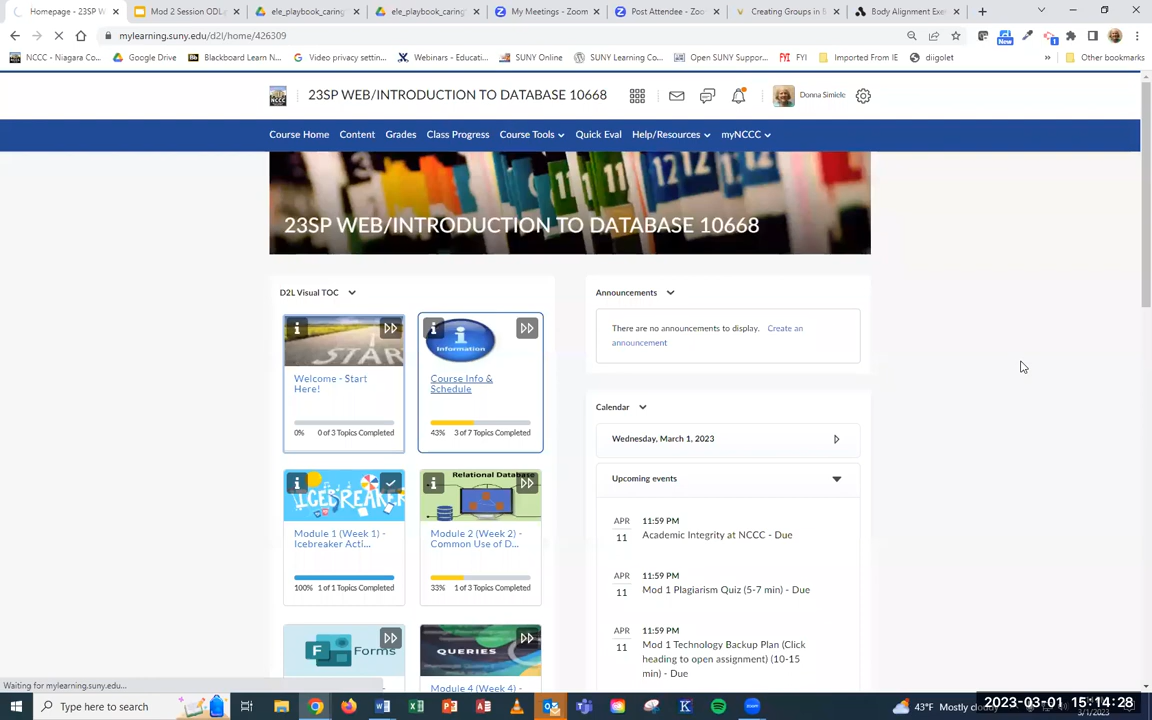 Homepage - 23SP W
Mod 2 Session ODL
ele_playbook_caring
ele_playbook_caring
My Meetings - Zoom
Post Attendee - Zoo
Creating Groups in B
Body Alignment Exe
mylearning.suny.edu/d2l/home/426309
NCCC - Niagara Co...
Google Drive
Blackboard Learn N...
Video privacy settin...
Webinars - Educati...
SUNY Online
SUNY Learning Co...
Open SUNY Suppor...
FYI
Imported From IE
diigolet
Other bookmarks
23SP WEB/INTRODUCTION TO DATABASE 10668
Donna Simiele
Course Home
Content
Grades
Class Progress
Course Tools
Quick Eval
Help/Resources
myNCCC
23SP WEB/INTRODUCTION TO DATABASE 10668
D2L Visual TOC
START
Welcome - Start
Here!
0%
0 of 3 Topics Completed
Information
Course Info &
Schedule
43%
3 of 7 Topics Completed
ICEBREAKER
Module 1 (Week 1) -
Icebreaker Acti...
100%
1 of 1 Topics Completed
Relational Database
Module 2 (Week 2) -
Common Use of D...
33%
1 of 3 Topics Completed
Forms
QUERIES
Module 4 (Week 4) -
Announcements
There are no announcements to display. Create an
announcement
Calendar
Wednesday, March 1, 2023
Upcoming events
APR
11
11:59 PM
Academic Integrity at NCCC - Due
APR
11
11:59 PM
Mod 1 Plagiarism Quiz (5-7 min) - Due
APR
11
11:59 PM
Mod 1 Technology Backup Plan (Click
heading to open assignment) (10-15
min) - Due
Waiting for mylearning.suny.edu...
Type here to search
43°F Mostly cloudy
2023-03-01 15:14:28
3/1/2023